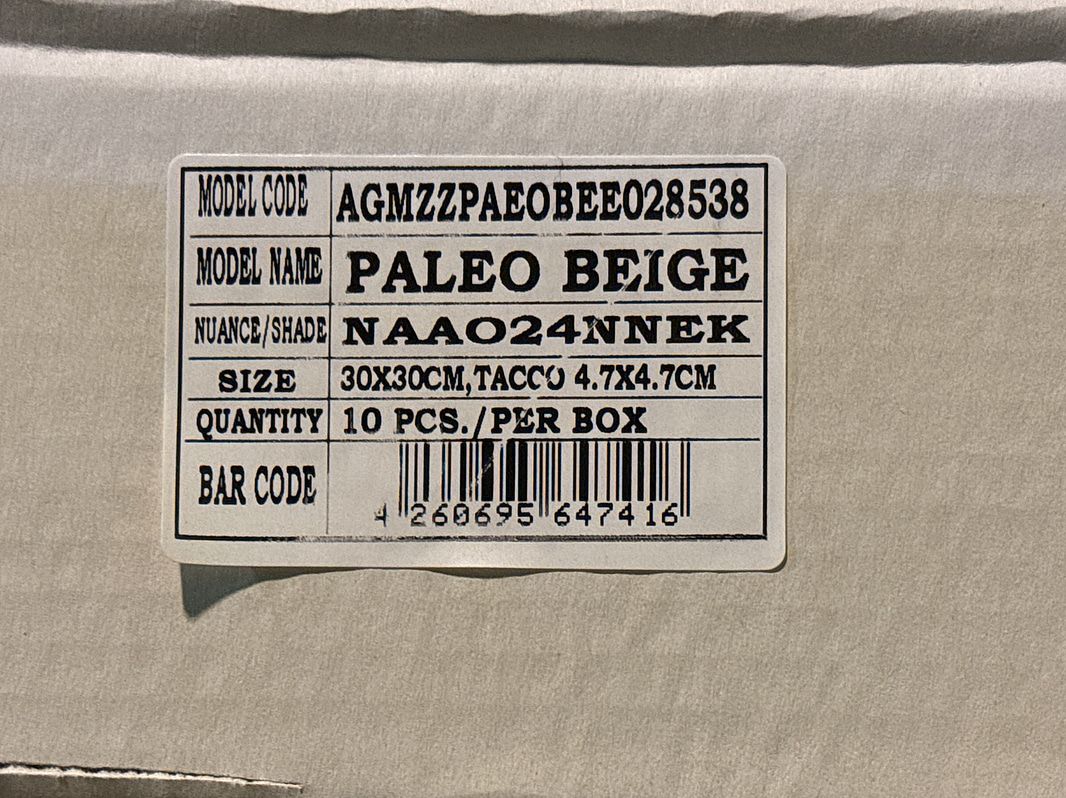 MODEL CODE AGMZZPAEOBEE028538
MODEL NAME PALEO BEIGE
NUANCE/SHADE NAA024NNEK
SIZE 30X30CM,TACCO 4.7X4.7CM
QUANTITY 10 PCS./PER BOX
BAR CODE
4 260695 647416